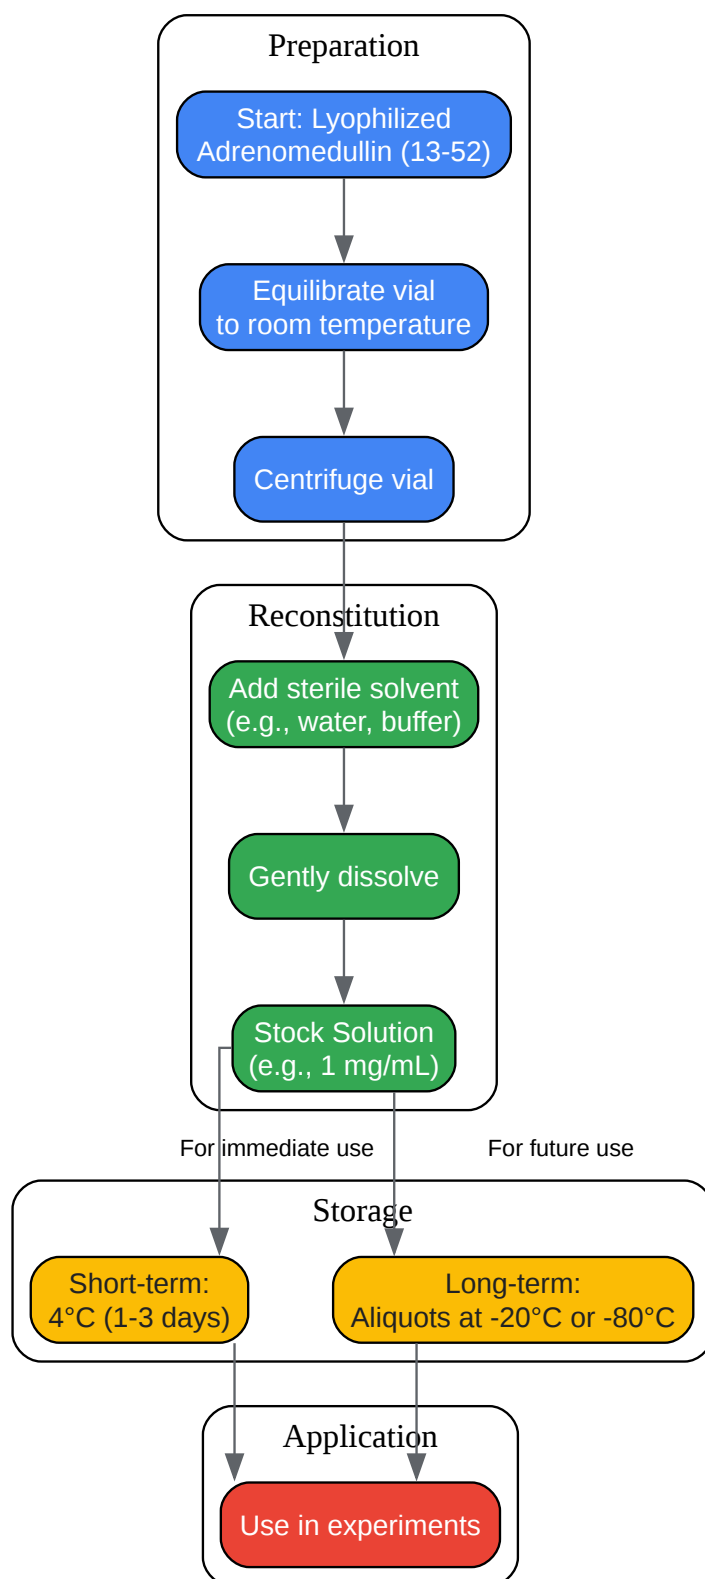 Preparation
Start: Lyophilized
Adrenomedullin (13-52)
Equilibrate vial
to room temperature
Centrifuge vial
Reconstitution
Add sterile solvent
(e.g., water, buffer)
Gently dissolve
Stock Solution
(e.g., 1 mg/mL)
For immediate use
For future use
Storage
Short-term:
4°C (1-3 days)
Long-term:
Aliquots at -20°C or -80°C
Application
Use in experiments